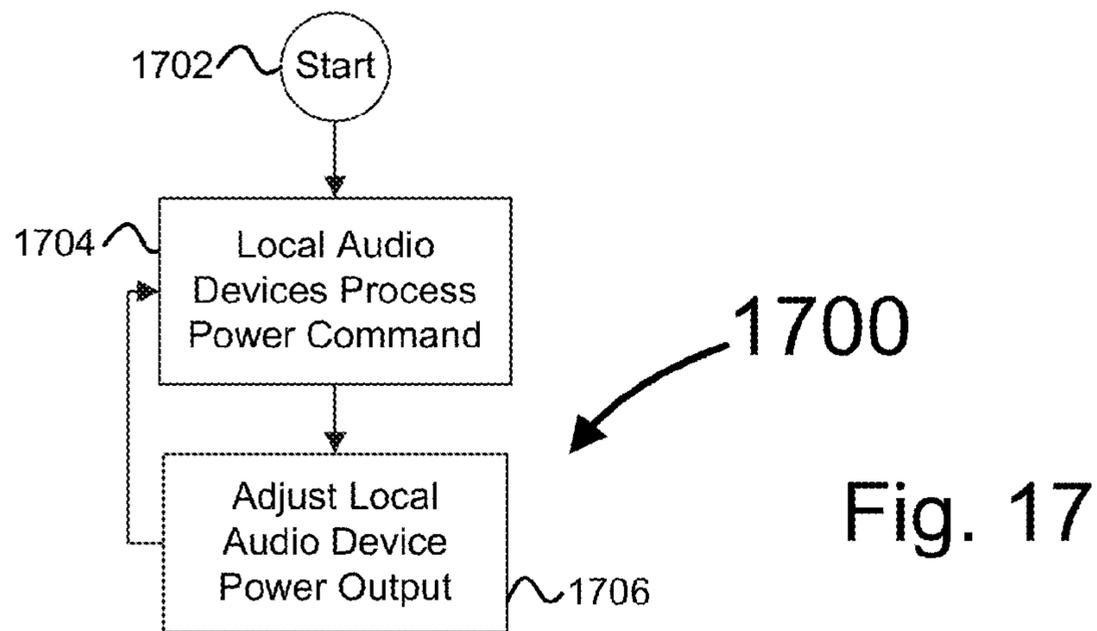 1702
Start
1704
Local Audio
Devices Process
Power Command
1700
Adjust Local
Audio Device
Power Output
1706
Fig. 17